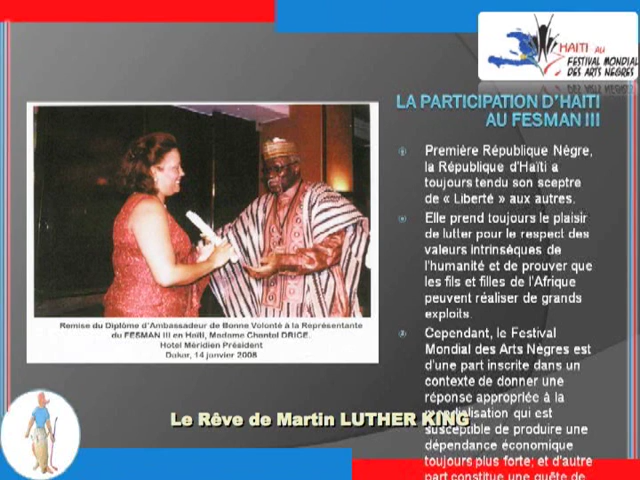 HAITI AU
FESTIVAL MONDIAL
DES ARTS NEGRES
LA PARTICIPATION D'HAITI
AU FESMAN III
Première République Nègre,
la République d'Haïti a
toujours tendu son sceptre
de « Liberté » aux autres.
Elle prend toujours le plaisir
de lutter pour le respect des
valeurs intrinsèques de
l'humanité et de prouver que
les fils et filles de l'Afrique
peuvent réaliser de grands
exploits.
Cependant, le Festival
Mondial des Arts Nègres est
d'une part inscrite dans un
contexte de donner une
réponse appropriée à la
mondialisation qui est
susceptible de produire une
dépendance économique
toujours plus forte; et d'autre
part constitue une quête de
Remise du Diplôme d'Ambassadeur de Bonne Volonté à la Représentante
du FESMAN III en Haïti, Madame Chantal DRICE.
Hotel Méridien Président
Dakar, 14 janvier 2008
Le Rêve de Martin LUTHER KING